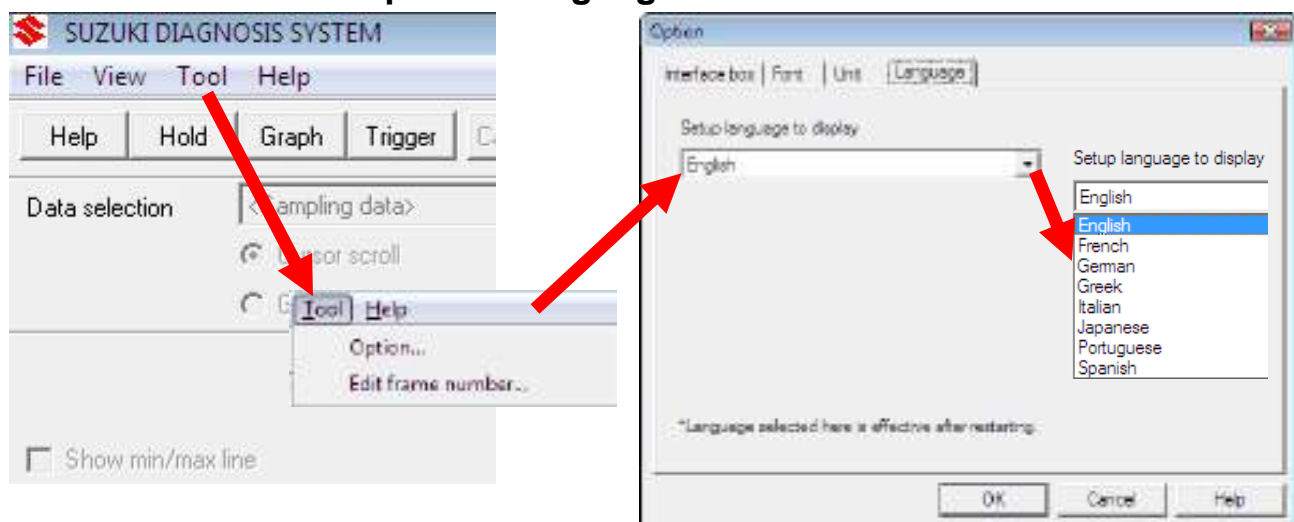 SUZUKI DIAGNOSIS SYSTEM
File View Tool Help
Help Hold Graph Trigger
Data selection
ampling data>
sor scroll
Tool Help
Option...
Edit frame number...
Show min/max line
Option
Interface box Font Unit Language
Setup language to display
English
Setup language to display
English
English
French
German
Greek
Italian
Japanese
Portuguese
Spanish
*Language selected here is effective after restarting.
OK Cancel Help